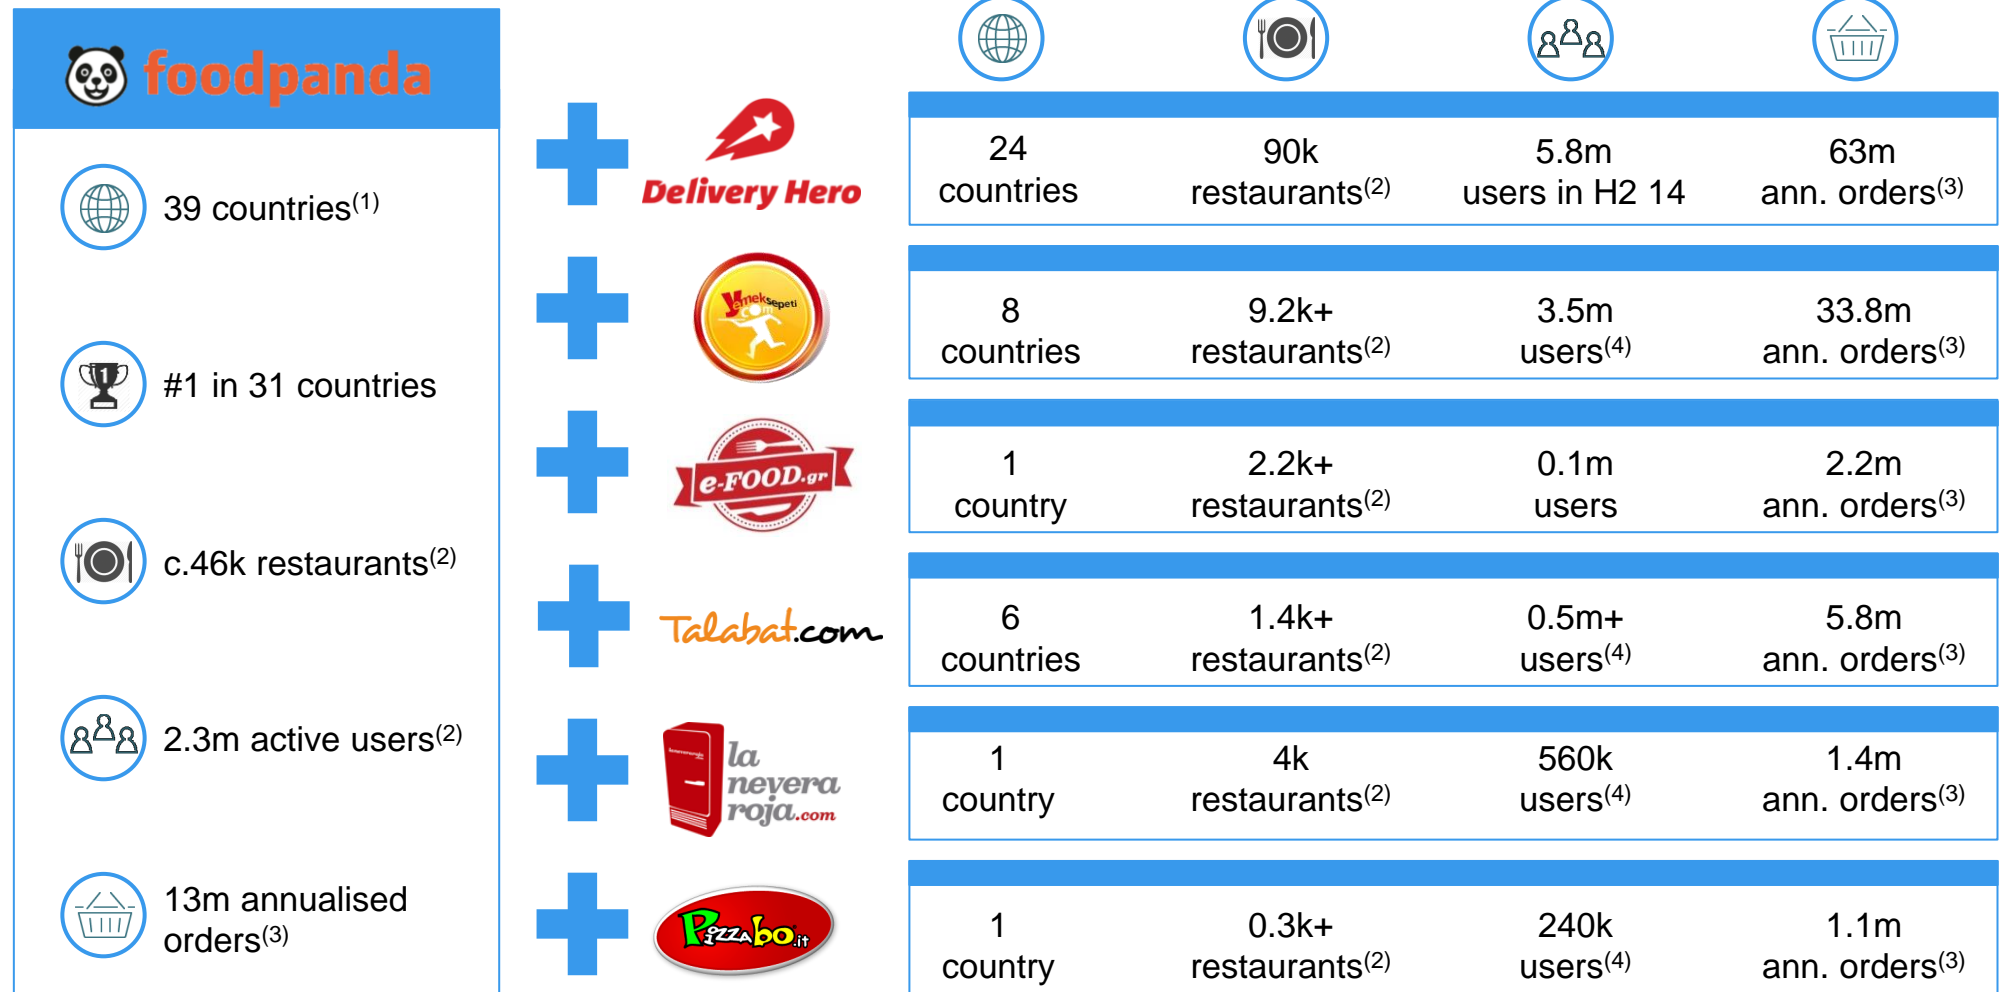 foodpanda
39 countries(1)
#1 in 31 countries
c.46k restaurants(2)
2.3m active users(2)
13m annualised
orders(3)
Delivery Hero
24
countries
90k
restaurants(2)
5.8m
users in H2 14
63m
ann. orders(3)
Yemeksepeti
com
8
countries
9.2k+
restaurants(2)
3.5m
users(4)
33.8m
ann. orders(3)
e-FOOD.gr
1
country
2.2k+
restaurants(2)
0.1m
users
2.2m
ann. orders(3)
Talabat.com
6
countries
1.4k+
restaurants(2)
0.5m+
users(4)
5.8m
ann. orders(3)
la
nevera
roja.com
1
country
4k
restaurants(2)
560k
users(4)
1.4m
ann. orders(3)
Pizzabo.it
1
country
0.3k+
restaurants(2)
240k
users(4)
1.1m
ann. orders(3)